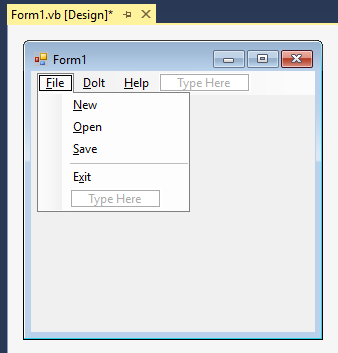 Form1.vb [Design]*
Form1
File DoIt Help Type Here
New
Open
Save
Exit
Type Here